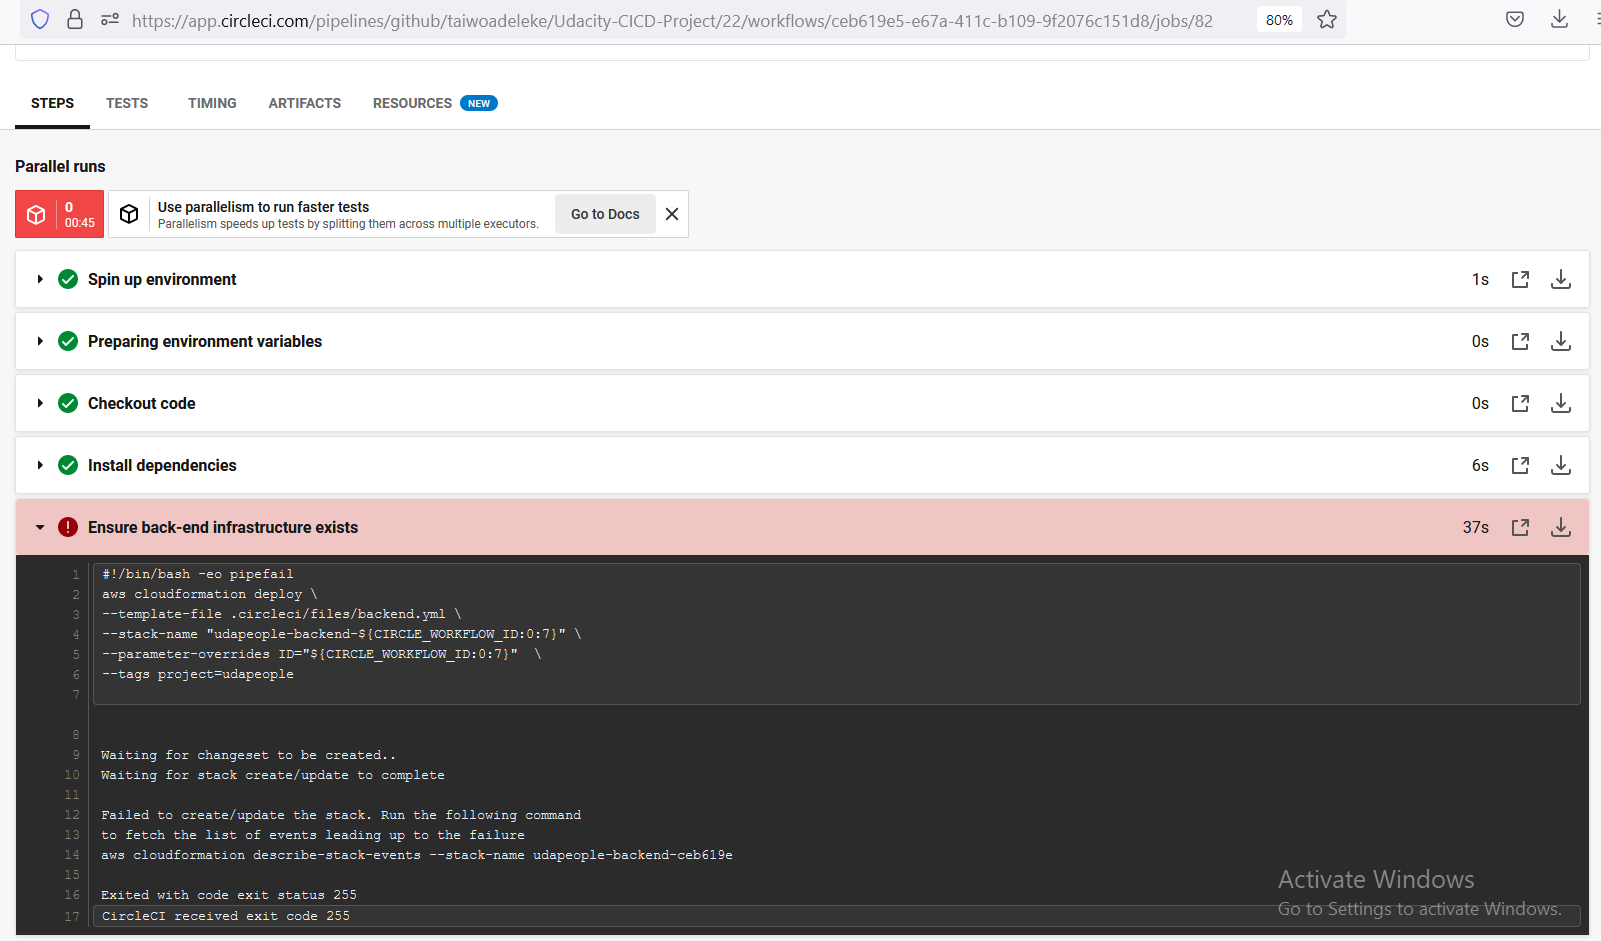 https://app.circleci.com/pipelines/github/taiwoadeleke/Udacity-CICD-Project/22/workflows/ceb619e5-e67a-411c-b109-9f2076c151d8/jobs/82 80%
STEPS TESTS TIMING ARTIFACTS RESOURCES NEW
Parallel runs
0
00:45
Use parallelism to run faster tests
Parallelism speeds up tests by splitting them across multiple executors.
Go to Docs
Spin up environment 1s
Preparing environment variables 0s
Checkout code 0s
Install dependencies 6s
Ensure back-end infrastructure exists 37s
1 #!/bin/bash -eo pipefail
2 aws cloudformation deploy \
3 --template-file .circleci/files/backend.yml \
4 --stack-name "udapeople-backend-${CIRCLE_WORKFLOW_ID:0:7}" \
5 --parameter-overrides ID="${CIRCLE_WORKFLOW_ID:0:7}"  \
6 --tags project=udapeople
7
8
9 Waiting for changeset to be created..
10 Waiting for stack create/update to complete
11
12 Failed to create/update the stack. Run the following command
13 to fetch the list of events leading up to the failure
14 aws cloudformation describe-stack-events --stack-name udapeople-backend-ceb619e
15
16 Exited with code exit status 255
17 CircleCI received exit code 255
Activate Windows
Go to Settings to activate Windows.